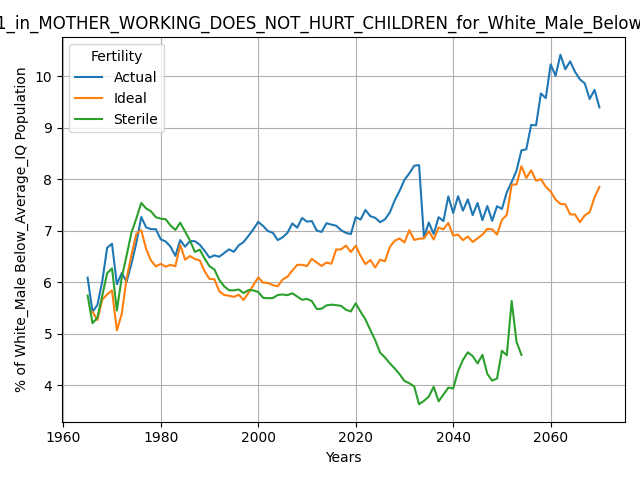 1_in_MOTHER_WORKING_DOES_NOT_HURT_CHILDREN_for_White_Male_Below
Fertility
Actual
Ideal
Sterile
% of White_Male Below_Average_IQ Population
10
9
8
7
6
5
4
1960
1980
2000
2020
2040
2060
Years